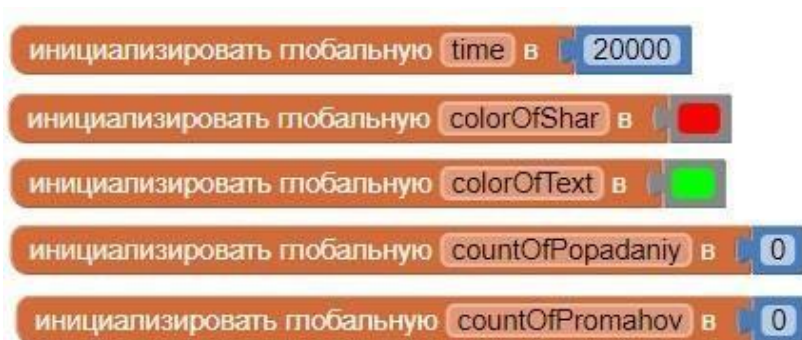 инициализировать глобальную time в 20000
инициализировать глобальную colorOfShar в
инициализировать глобальную colorOfText в
инициализировать глобальную countOfPopadaniy в 0
инициализировать глобальную countOfPromahov в 0